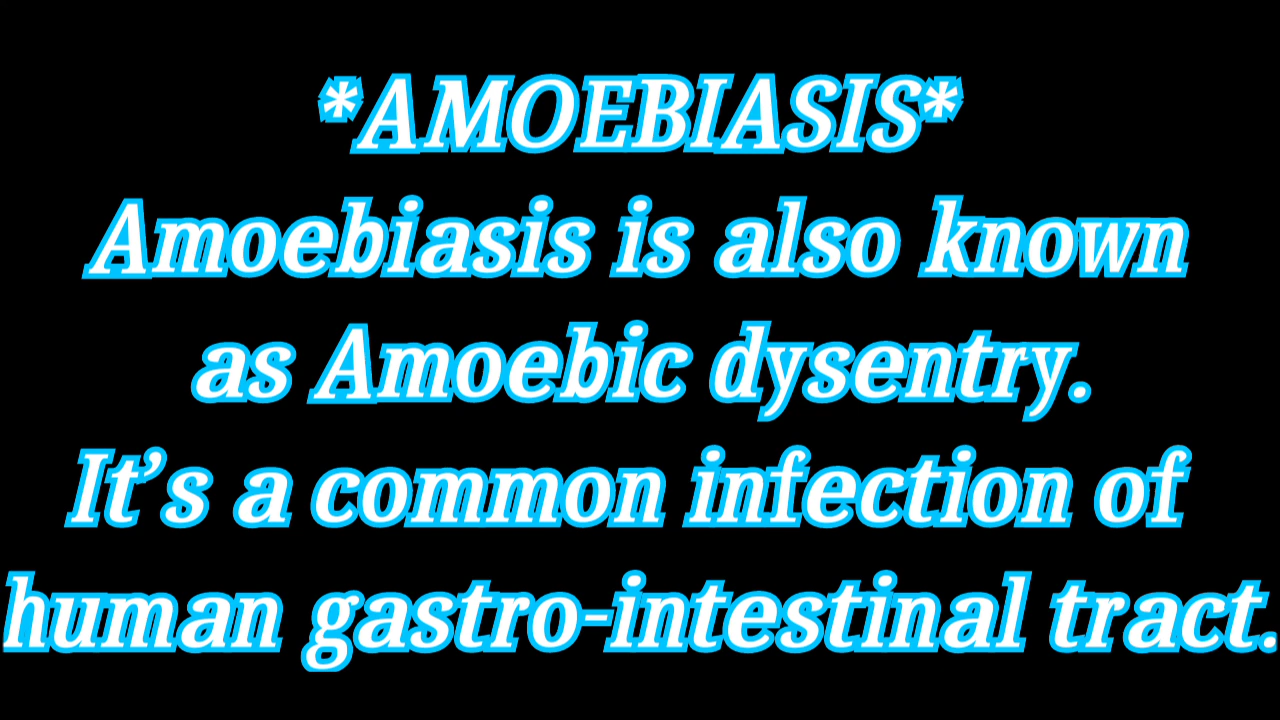 *AMOEBIASIS*
Amoebiasis is also known
as Amoebic dysentry.
It’s a common infection of
human gastro-intestinal tract.